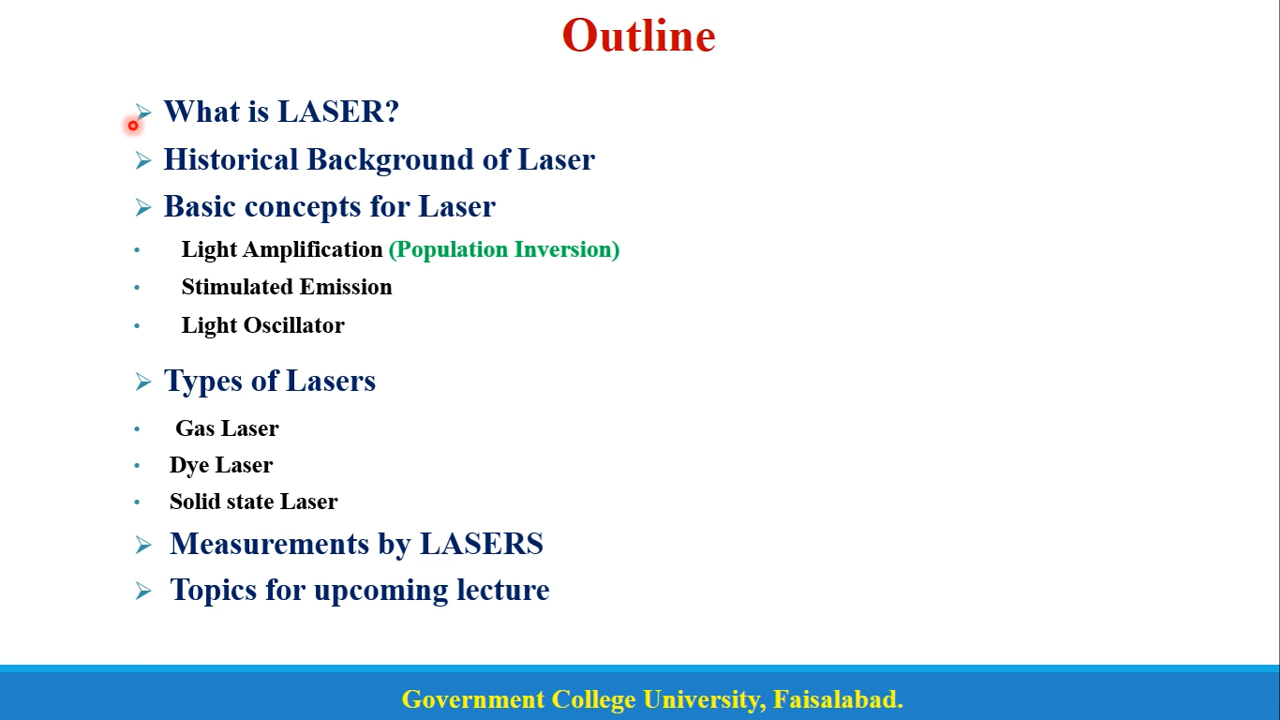 Outline
What is LASER?
Historical Background of Laser
Basic concepts for Laser
Light Amplification (Population Inversion)
Stimulated Emission
Light Oscillator
Types of Lasers
Gas Laser
Dye Laser
Solid state Laser
Measurements by LASERS
Topics for upcoming lecture
Government College University, Faisalabad.